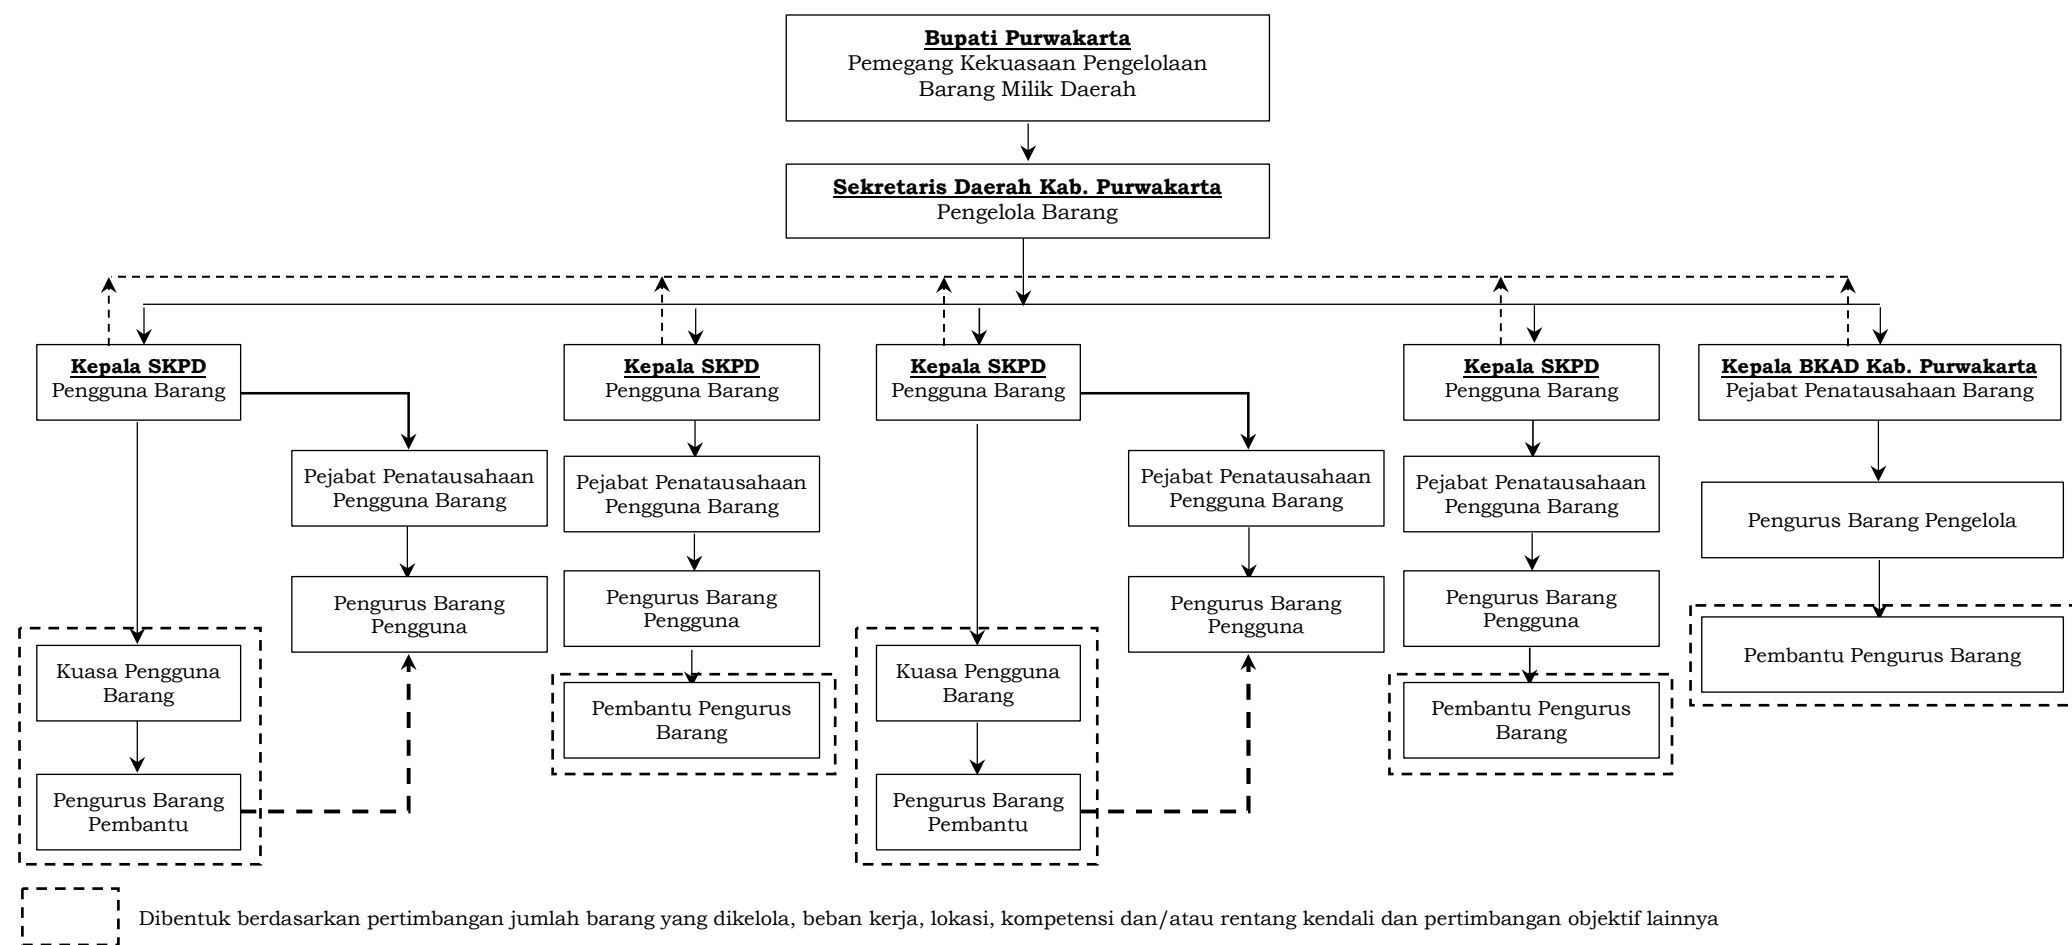 Bupati Purwakarta
Pemegang Kekuasaan Pengelolaan
Barang Milik Daerah
Sekretaris Daerah Kab. Purwakarta
Pengelola Barang
Kepala SKPD
Pengguna Barang
Kepala SKPD
Pengguna Barang
Kepala SKPD
Pengguna Barang
Kepala SKPD
Pengguna Barang
Kepala BKAD Kab. Purwakarta
Pejabat Penatausahaan Barang
Pejabat Penatausahaan
Pengguna Barang
Pejabat Penatausahaan
Pengguna Barang
Pejabat Penatausahaan
Pengguna Barang
Pejabat Penatausahaan
Pengguna Barang
Pengurus Barang Pengelola
Pengurus Barang
Pengguna
Pengurus Barang
Pengguna
Pengurus Barang
Pengguna
Pengurus Barang
Pengguna
Pembantu Pengurus Barang
Kuasa Pengguna
Barang
Pembantu Pengurus
Barang
Kuasa Pengguna
Barang
Pembantu Pengurus
Barang
Pengurus Barang
Pembantu
Pengurus Barang
Pembantu
Dibentuk berdasarkan pertimbangan jumlah barang yang dikelola, beban kerja, lokasi, kompetensi dan/atau rentang kendali dan pertimbangan objektif lainnya